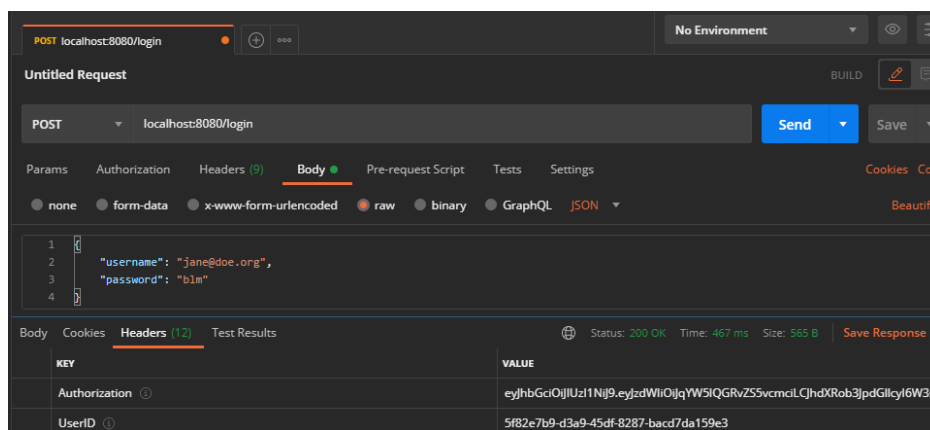 POST localhost:8080/login
No Environment
Untitled Request
BUILD
POST localhost:8080/login Send Save
Params Authorization Headers (9) Body Pre-request Script Tests Settings Cookies Co
none form-data x-www-form-urlencoded raw binary GraphQL JSON Beautif
1 {
2 "username": "jane@doe.org",
3 "password": "blm"
4 }
Body Cookies Headers (12) Test Results Status: 200 OK Time: 467 ms Size: 565 B Save Response
KEY VALUE
Authorization
UserID 5f82e7b9-d3a9-45df-8287-bacd7da159e3